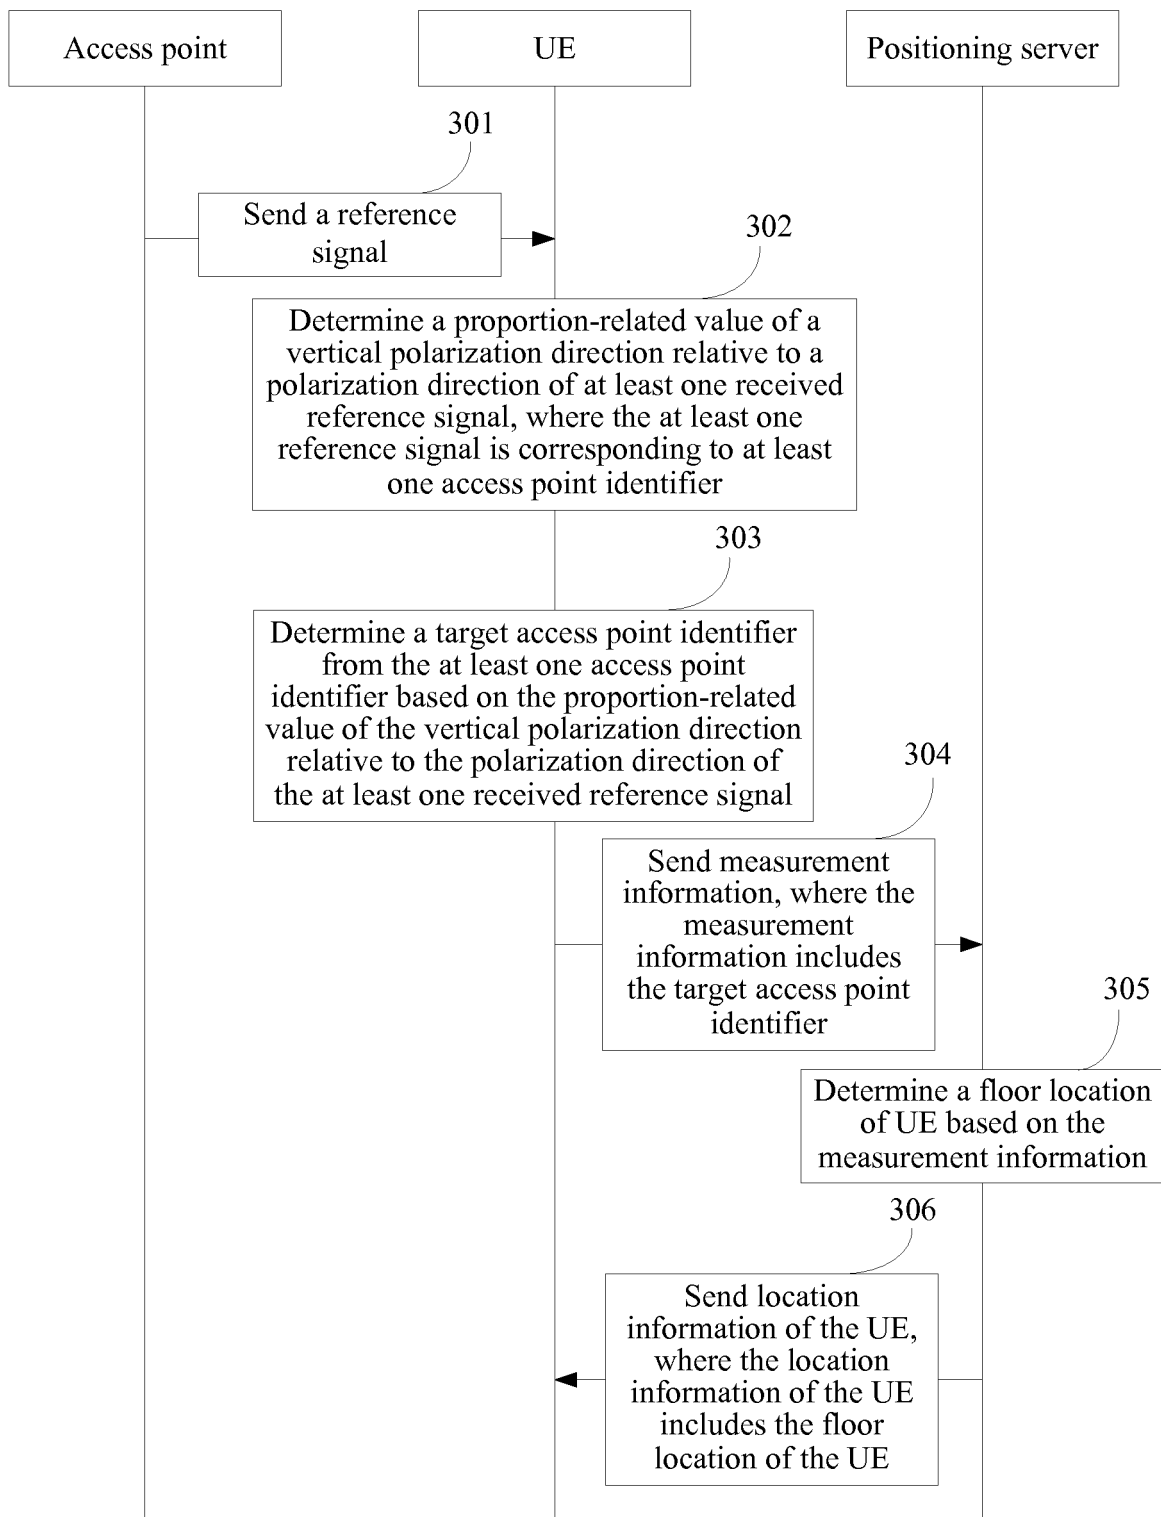 Access point
UE
Positioning server
301
Send a reference
signal
302
Determine a proportion-related value of a
vertical polarization direction relative to a
polarization direction of at least one received
reference signal, where the at least one
reference signal is corresponding to at least
one access point identifier
303
Determine a target access point identifier
from the at least one access point
identifier based on the proportion-related
value of the vertical polarization direction
relative to the polarization direction of
the at least one received reference signal
304
Send measurement
information, where the
measurement
information includes
the target access point
identifier
305
Determine a floor location
of UE based on the
measurement information
306
Send location
information of the UE,
where the location
information of the UE
includes the floor
location of the UE